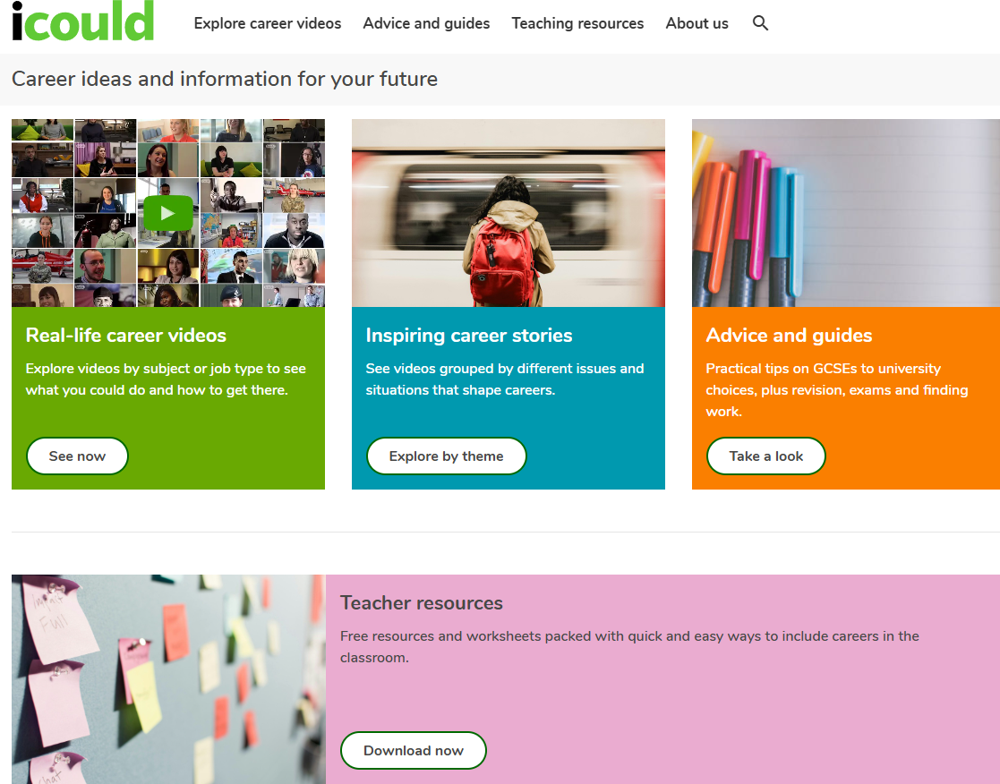 icould
Explore career videos
Advice and guides
Teaching resources
About us
Career ideas and information for your future
Real-life career videos
Explore videos by subject or job type to see
what you could do and how to get there.
See now
Inspiring career stories
See videos grouped by different issues and
situations that shape careers.
Explore by theme
Advice and guides
Practical tips on GCSEs to university
choices, plus revision, exams and finding
work.
Take a look
Full
Teacher resources
Free resources and worksheets packed with quick and easy ways to include careers in the
classroom.
Download now